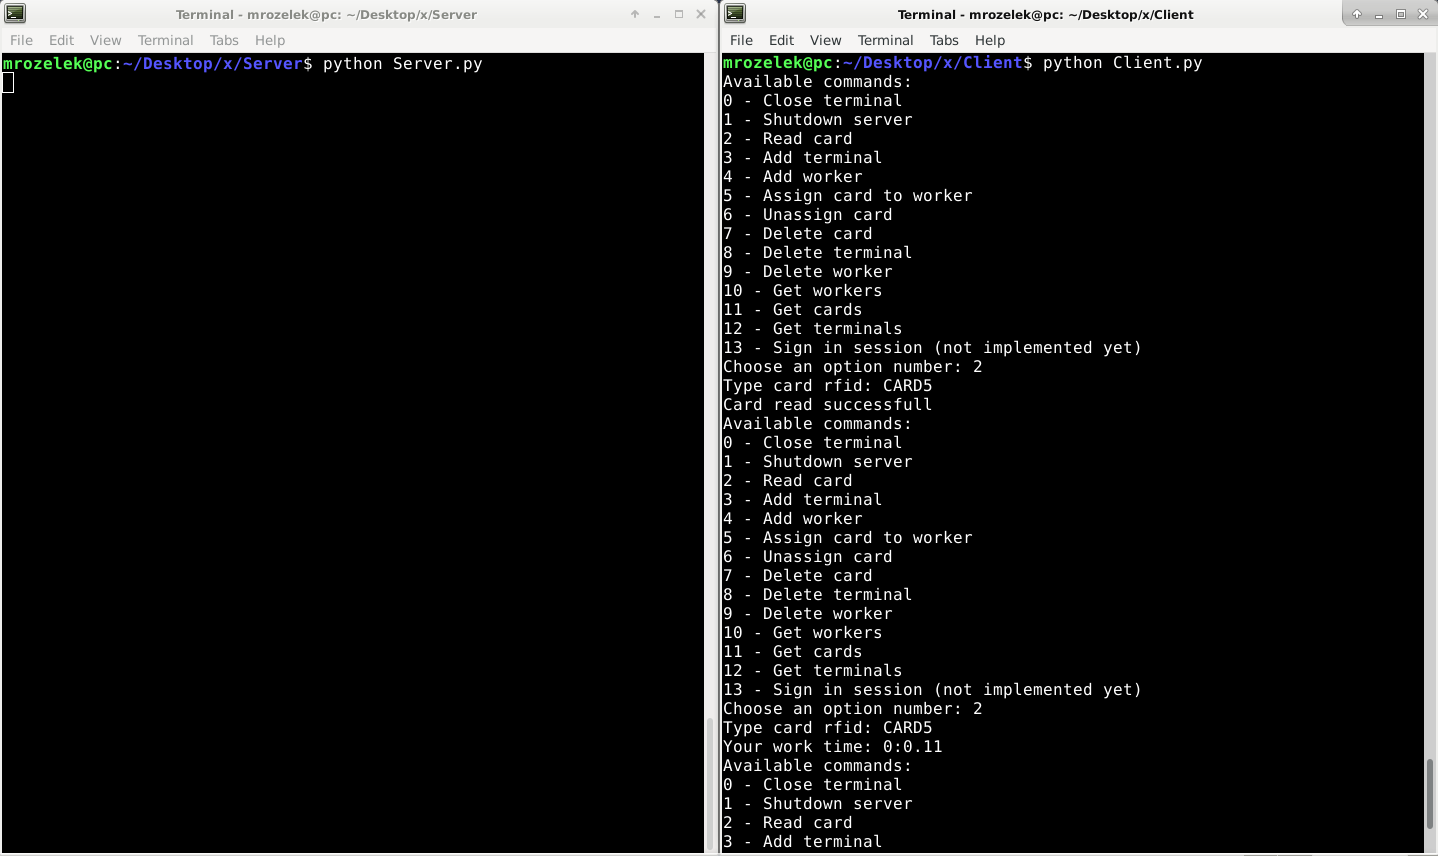 Terminal - mrozelek@pc: ~/Desktop/x/Server
File Edit View Terminal Tabs Help
mrozelek@pc:~/Desktop/x/Server$ python Server.py
Terminal - mrozelek@pc: ~/Desktop/x/Client
File Edit View Terminal Tabs Help
mrozelek@pc:~/Desktop/x/Client$ python Client.py
Available commands:
0 - Close terminal
1 - Shutdown server
2 - Read card
3 - Add terminal
4 - Add worker
5 - Assign card to worker
6 - Unassign card
7 - Delete card
8 - Delete terminal
9 - Delete worker
10 - Get workers
11 - Get cards
12 - Get terminals
13 - Sign in session (not implemented yet)
Choose an option number: 2
Type card rfid: CARD5
Card read successfull
Available commands:
0 - Close terminal
1 - Shutdown server
2 - Read card
3 - Add terminal
4 - Add worker
5 - Assign card to worker
6 - Unassign card
7 - Delete card
8 - Delete terminal
9 - Delete worker
10 - Get workers
11 - Get cards
12 - Get terminals
13 - Sign in session (not implemented yet)
Choose an option number: 2
Type card rfid: CARD5
Your work time: 0:0.11
Available commands:
0 - Close terminal
1 - Shutdown server
2 - Read card
3 - Add terminal